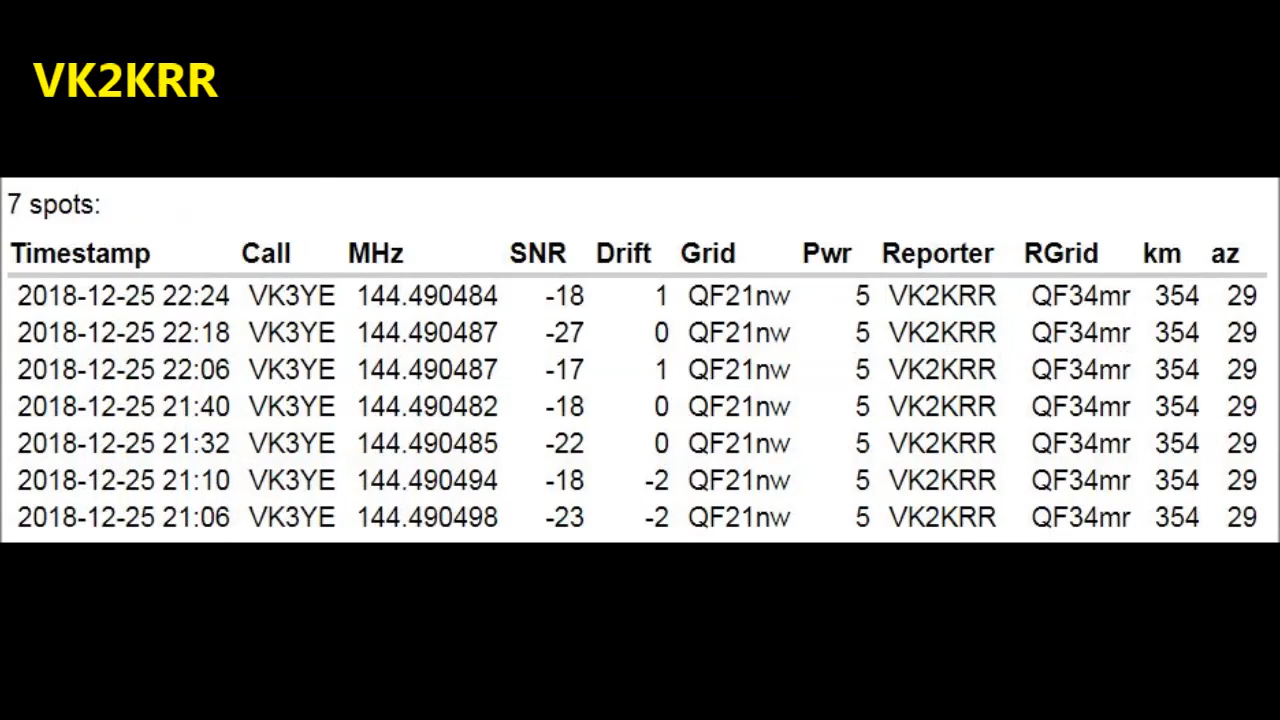 VK2KRR
7 spots:
Timestamp Call MHz SNR Drift Grid Pwr Reporter RGrid km az
2018-12-25 22:24 VK3YE 144.490484 -18 1 QF21nw 5 VK2KRR QF34mr 354 29
2018-12-25 22:18 VK3YE 144.490487 -27 0 QF21nw 5 VK2KRR QF34mr 354 29
2018-12-25 22:06 VK3YE 144.490487 -17 1 QF21nw 5 VK2KRR QF34mr 354 29
2018-12-25 21:40 VK3YE 144.490482 -18 0 QF21nw 5 VK2KRR QF34mr 354 29
2018-12-25 21:32 VK3YE 144.490485 -22 0 QF21nw 5 VK2KRR QF34mr 354 29
2018-12-25 21:10 VK3YE 144.490494 -18 -2 QF21nw 5 VK2KRR QF34mr 354 29
2018-12-25 21:06 VK3YE 144.490498 -23 -2 QF21nw 5 VK2KRR QF34mr 354 29